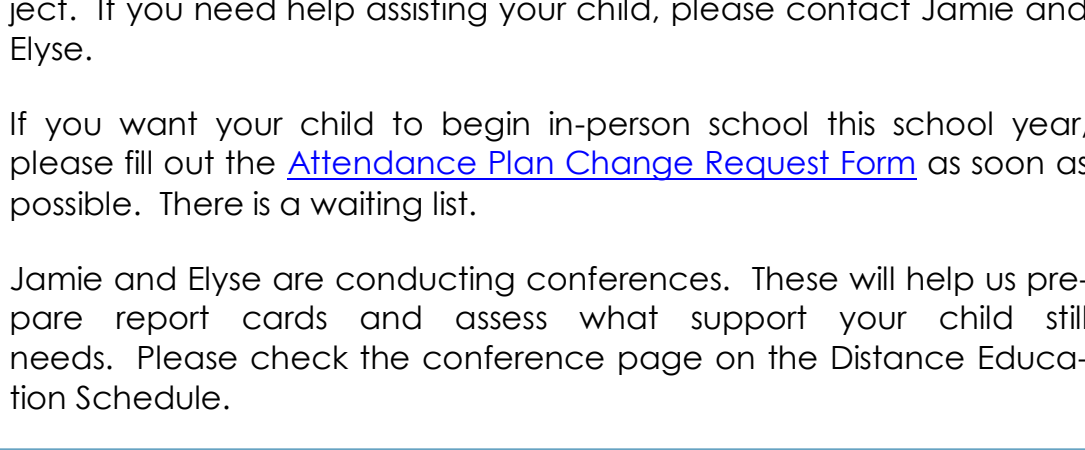 ject.  If you need help assisting your child, please contact Jamie and
Elyse.
If you want your child to begin in-person school this school year,
please fill out the Attendance Plan Change Request Form as soon as
possible.  There is a waiting list.
Jamie and Elyse are conducting conferences.  These will help us pre-
pare report cards and assess what support your child still
needs.  Please check the conference page on the Distance Educa-
tion Schedule.